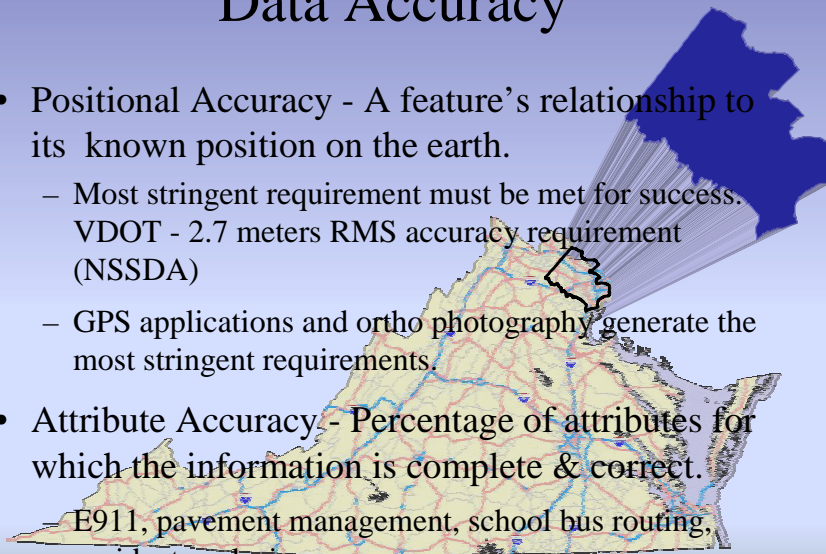 Data Accuracy
• Positional Accuracy - A feature’s relationship to
its known position on the earth.
– Most stringent requirement must be met for success.
VDOT - 2.7 meters RMS accuracy requirement
(NSSDA)
– GPS applications and ortho photography generate the
most stringent requirements.
• Attribute Accuracy - Percentage of attributes for
which the information is complete & correct.
– E911, pavement management, school bus routing,